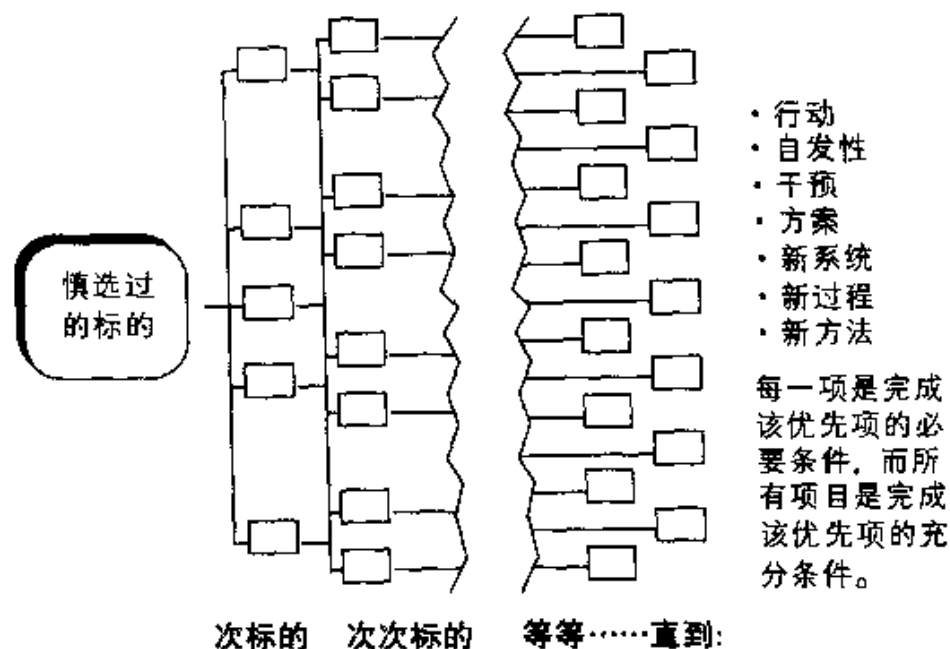 慎选过
的标的
·行动
·自发性
·干预
·方案
·新系统
·新过程
·新方法
每一项是完成
该优先项的必
要条件，而所
有项目是完成
该优先项的充
分条件。
次标的 次次标的 等等……直到: